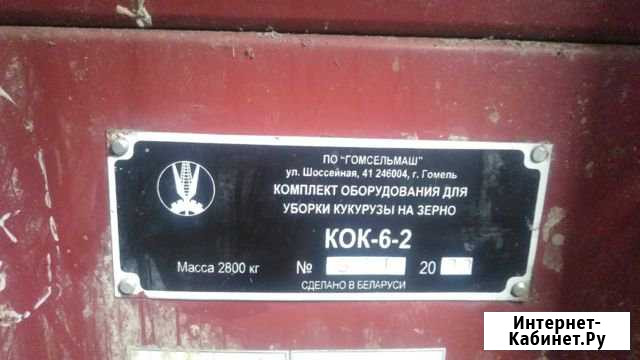 ПО "ГОМСЕЛЬМАШ"
ул. Шоссейная, 41 246004, г. Гомель
КОМПЛЕКТ ОБОРУДОВАНИЯ ДЛЯ
УБОРКИ КУКУРУЗЫ НА ЗЕРНО
КОК-6-2
Масса 2800 кг № 20
СДЕЛАНО В БЕЛАРУСИ
Интернет-
Кабинет.Ру